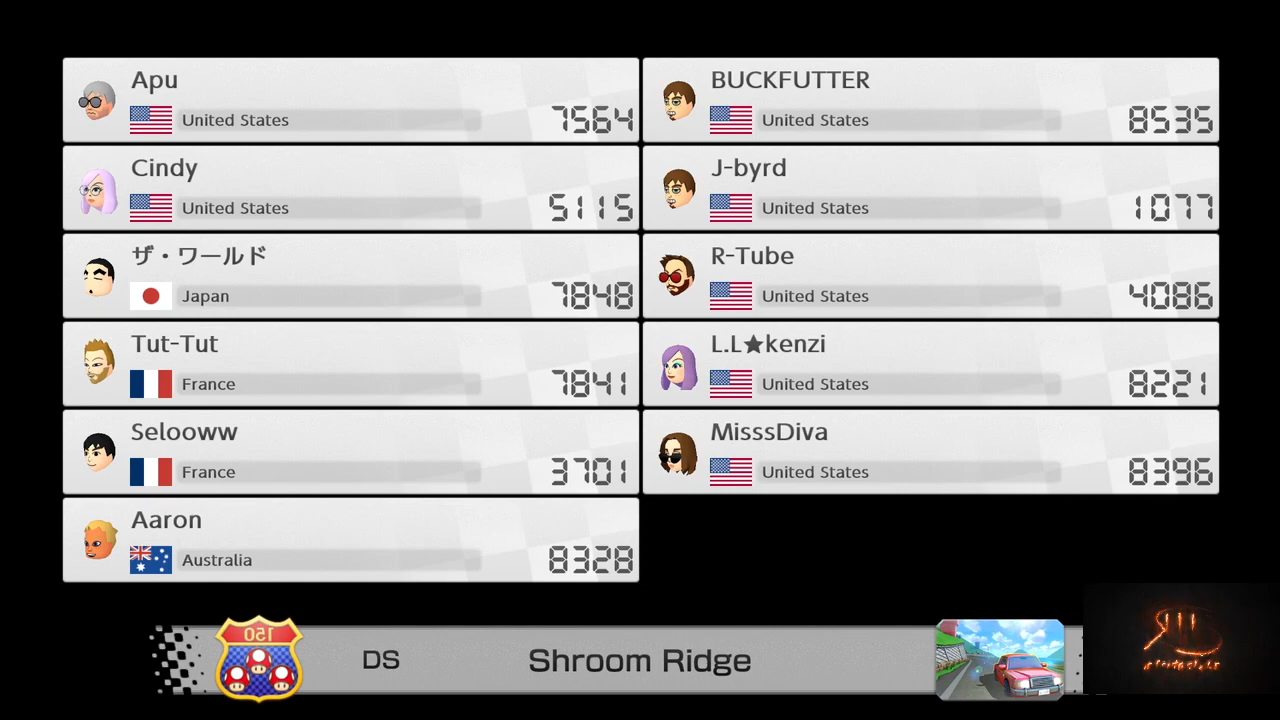 Apu
United States
7564
Cindy
United States
5115
ザ・ワールド
Japan
7848
Tut-Tut
France
7841
Selooww
France
3701
Aaron
Australia
8328
BUCKFUTTER
United States
8535
J-byrd
United States
1077
R-Tube
United States
4086
L.L★kenzi
United States
8221
MisssDiva
United States
8396
150
DS
Shroom Ridge